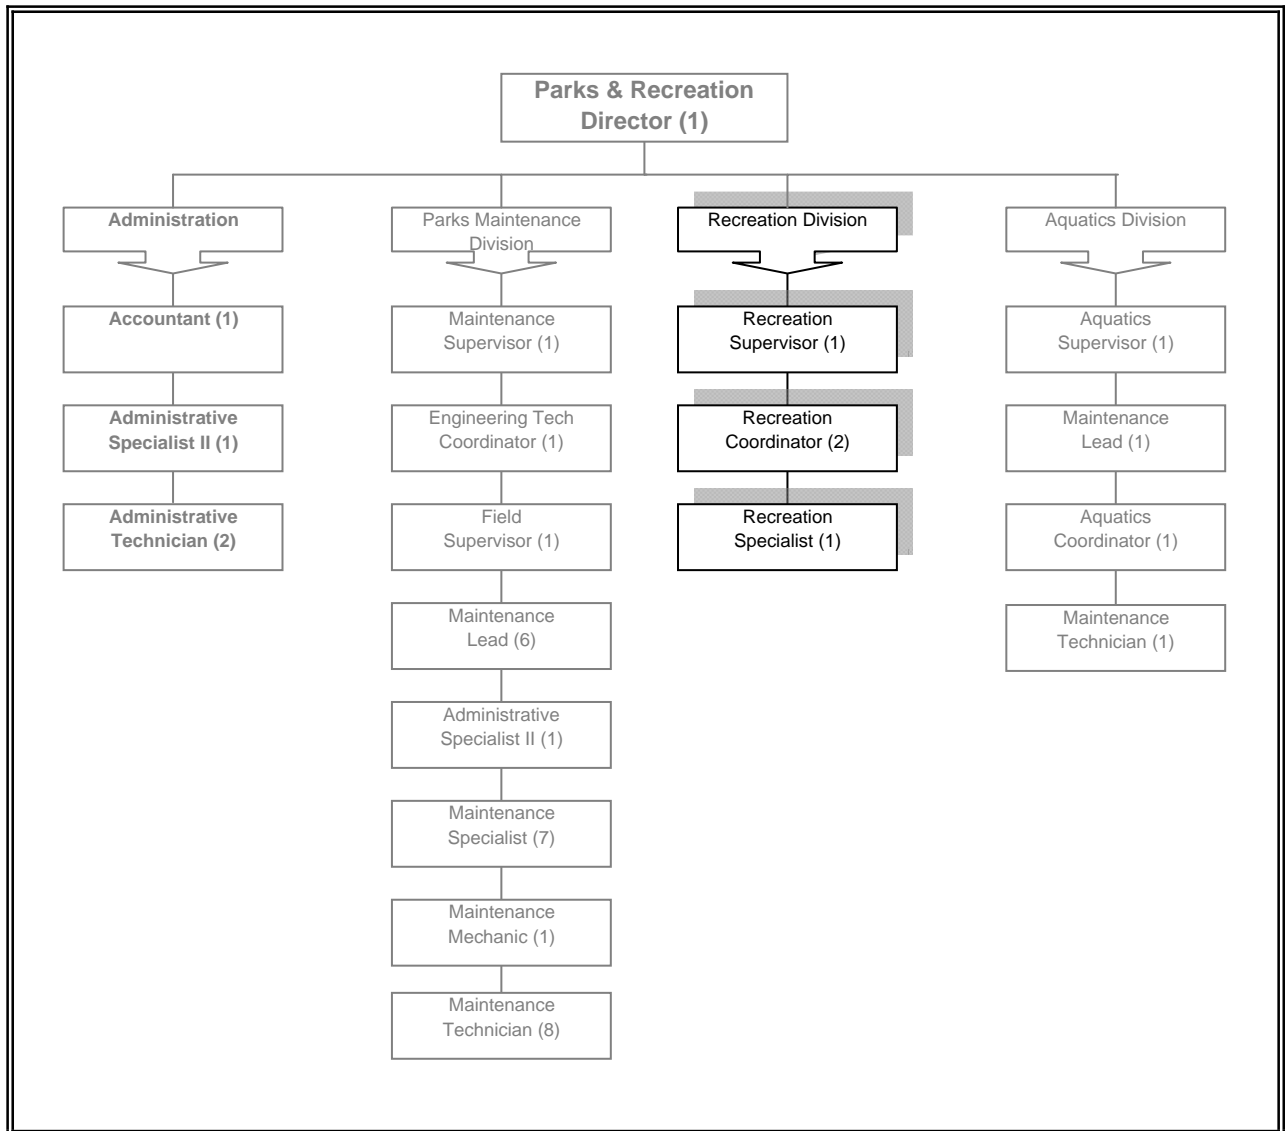 Parks & Recreation
Director (1)
Administration
Accountant (1)
Administrative
Specialist II (1)
Administrative
Technician (2)
Parks Maintenance
Division
Maintenance
Supervisor (1)
Engineering Tech
Coordinator (1)
Field
Supervisor (1)
Maintenance
Lead (6)
Administrative
Specialist II (1)
Maintenance
Specialist (7)
Maintenance
Mechanic (1)
Maintenance
Technician (8)
Recreation Division
Recreation
Supervisor (1)
Recreation
Coordinator (2)
Recreation
Specialist (1)
Aquatics Division
Aquatics
Supervisor (1)
Maintenance
Lead (1)
Aquatics
Coordinator (1)
Maintenance
Technician (1)